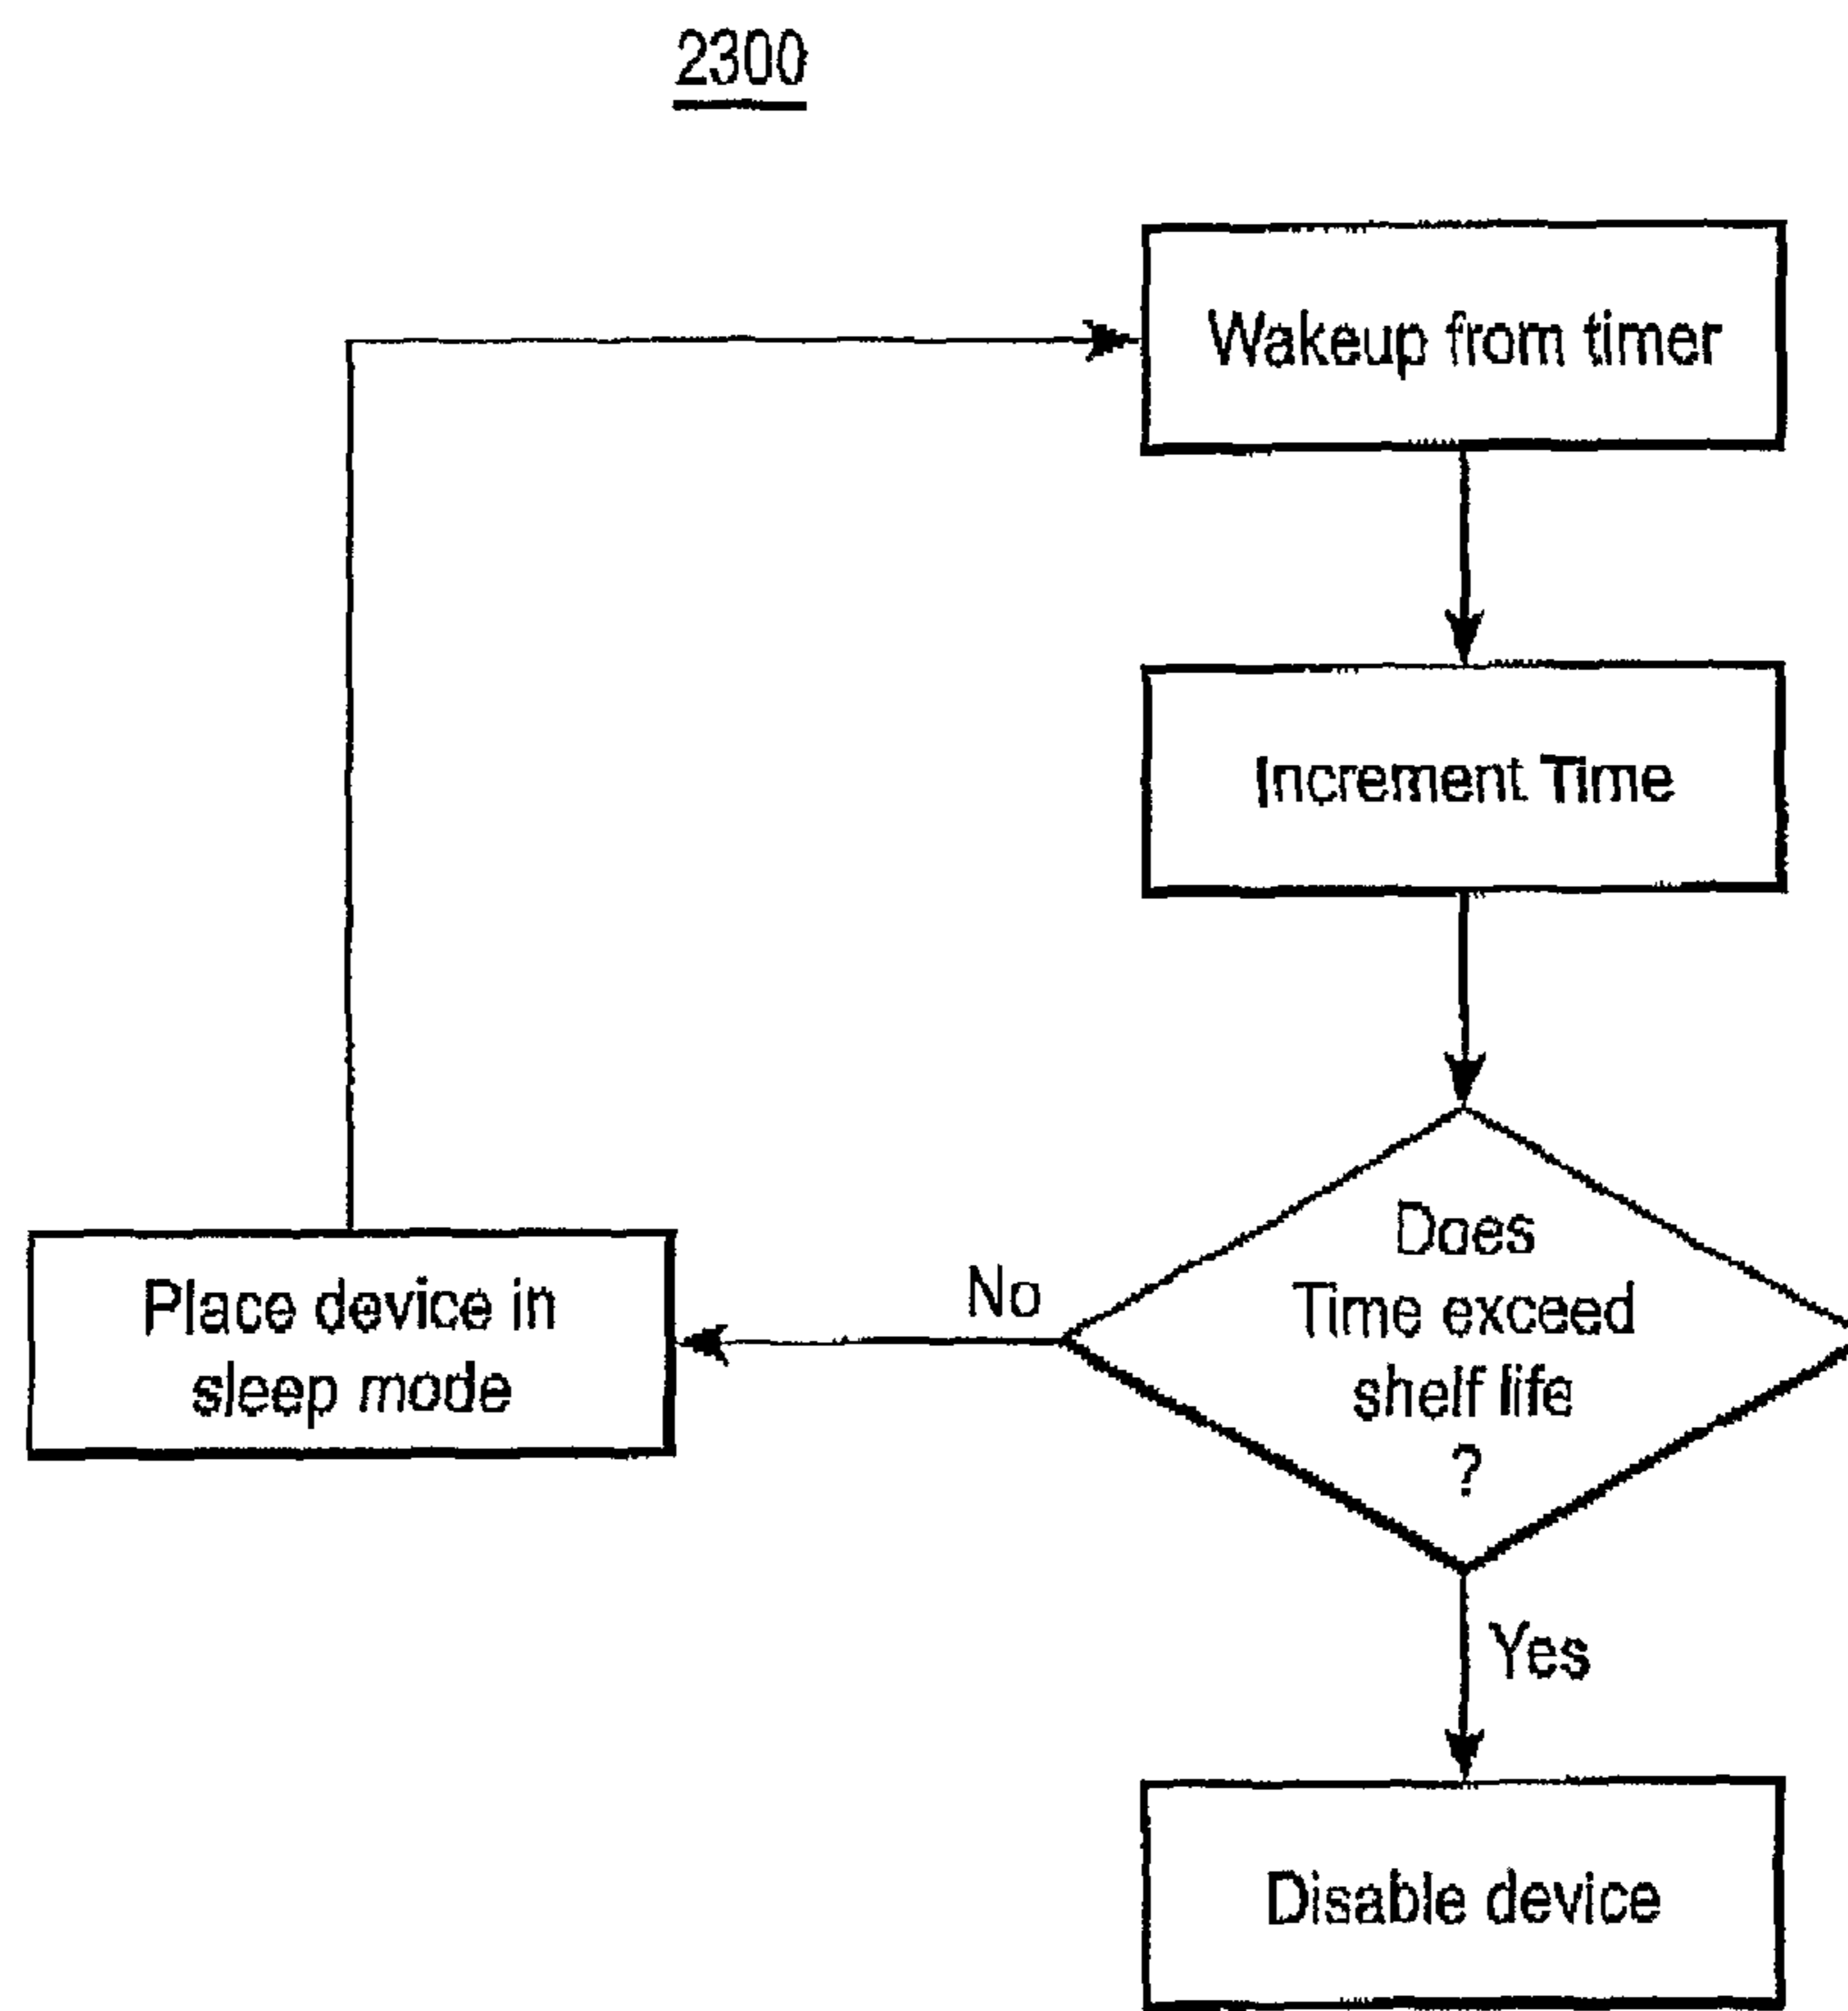 2300
Wakeup from timer
Increment Time
Does
Time exceed
shelf life
?
No
Place device in
sleep mode
Yes
Disable device